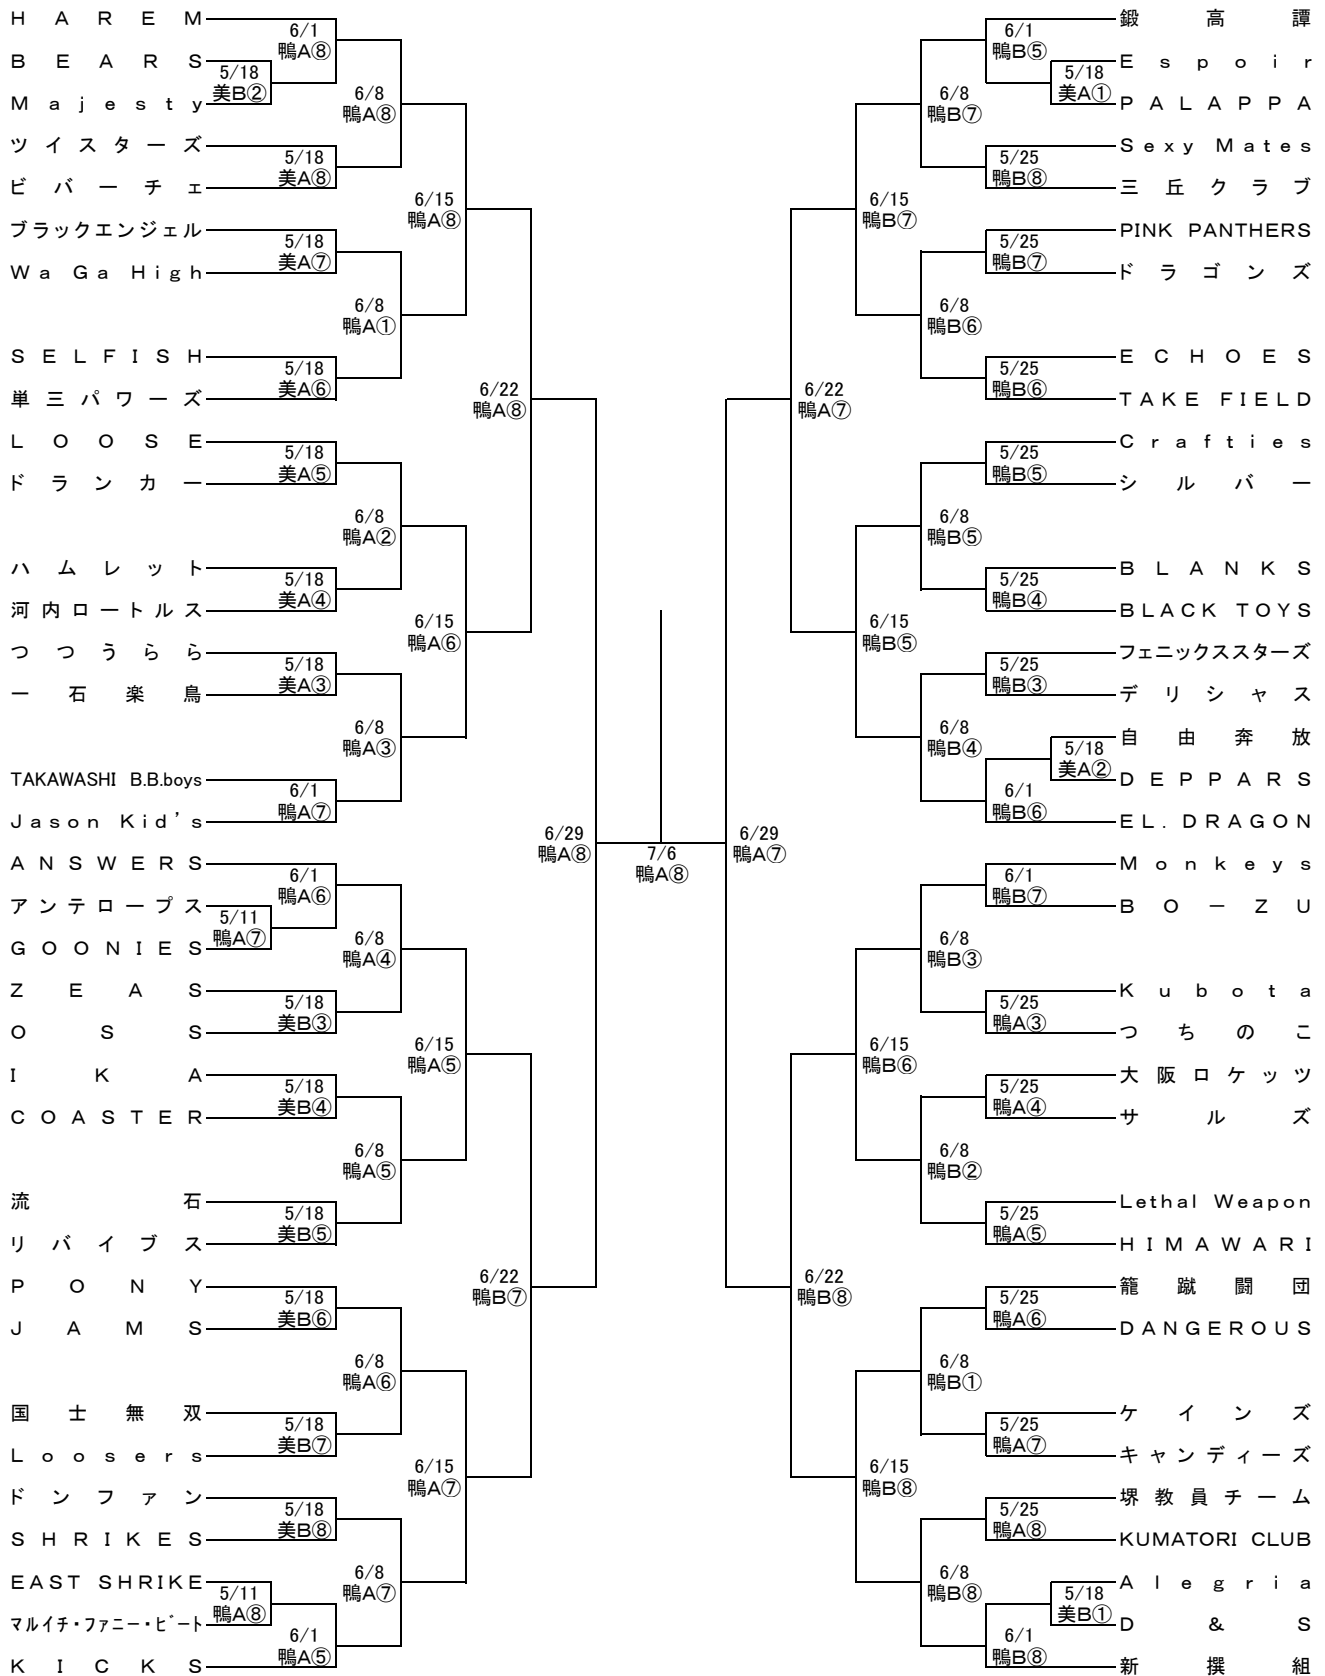 HAREM
6/1
鴨A⑧
BEARS
5/18
美B②
Majesty
6/8
鴨A⑧
ツイスターズ
5/18
美A⑧
ビバーチェ
6/15
鴨A⑧
ブラックエンジェル
5/18
美A⑦
Wa Ga High
6/8
鴨A①
SELFISH
5/18
美A⑥
単三パワーズ
6/22
鴨A⑧
LOOSE
5/18
美A⑤
ドランカー
6/8
鴨A②
ハムレット
5/18
美A④
河内ロートルス
6/15
鴨A⑥
つつうらら
5/18
美A③
一石楽鳥
6/8
鴨A③
TAKAWASHI B.B.boys
6/1
鴨A⑦
Jason Kid's
6/29
鴨A⑧
ANSWERS
6/1
鴨A⑥
アンテロープス
5/11
鴨A⑦
GOONIES
6/8
鴨A④
ZEAS
5/18
美B③
OSS
6/15
鴨A⑤
IKA
5/18
美B④
COASTER
6/8
鴨A⑤
流石
5/18
美B⑤
リバイブス
6/22
鴨B⑦
PONY
5/18
美B⑥
JAMS
6/8
鴨A⑥
国士無双
5/18
美B⑦
Loosers
6/15
鴨A⑦
ドンファン
5/18
美B⑧
SHRIKES
6/8
鴨A⑦
EAST SHRIKE
5/11
鴨A⑧
マルイチ・ファニー・ビート
6/1
鴨A⑤
KICKS
7/6
鴨A⑧
鍛高譚
6/1
鴨B⑤
Espoir
5/18
美A①
PALAPPA
6/8
鴨B⑦
Sexy Mates
5/25
鴨B⑧
三丘クラブ
6/15
鴨B⑦
PINK PANTHERS
5/25
鴨B⑦
ドラゴンズ
6/8
鴨B⑥
ECHOES
5/25
鴨B⑥
TAKE FIELD
6/22
鴨A⑦
Crafties
5/25
鴨B⑤
シルバー
6/8
鴨B⑤
BLANKS
5/25
鴨B④
BLACK TOYS
6/15
鴨B⑤
フェニックススターズ
5/25
鴨B③
デリシャス
6/8
鴨B④
自由奔放
5/18
美A②
DEPPARS
6/1
鴨B⑥
EL. DRAGON
6/29
鴨A⑦
Monkeys
6/1
鴨B⑦
BO－ZU
6/8
鴨B③
Kubota
5/25
鴨A③
つちのこ
6/15
鴨B⑥
大阪ロケッツ
5/25
鴨A④
サルズ
6/8
鴨B②
Lethal Weapon
5/25
鴨A⑤
HIMAWARI
6/22
鴨B⑧
籠蹴闘団
5/25
鴨A⑥
DANGEROUS
6/8
鴨B①
ケインズ
5/25
鴨A⑦
キャンディーズ
6/15
鴨B⑧
堺教員チーム
5/25
鴨A⑧
KUMATORI CLUB
6/8
鴨B⑧
Alegria
5/18
美B①
D&S
6/1
鴨B⑧
新撰組